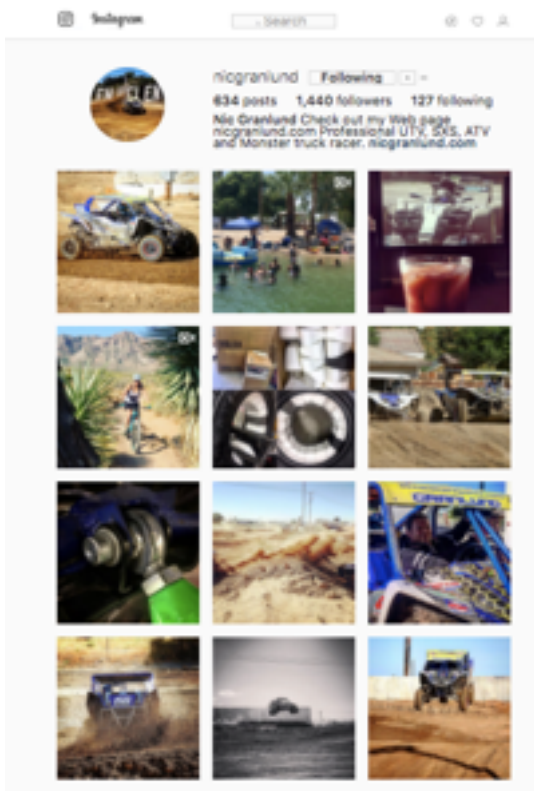 Instagram
Search
nicgranlund Following
634 posts 1,440 followers 127 following
Nic Granlund Check out my Web page
nicgranlund.com Professional UTV, SXS, ATV
and Monster truck racer. nicgranlund.com
GRANLUND